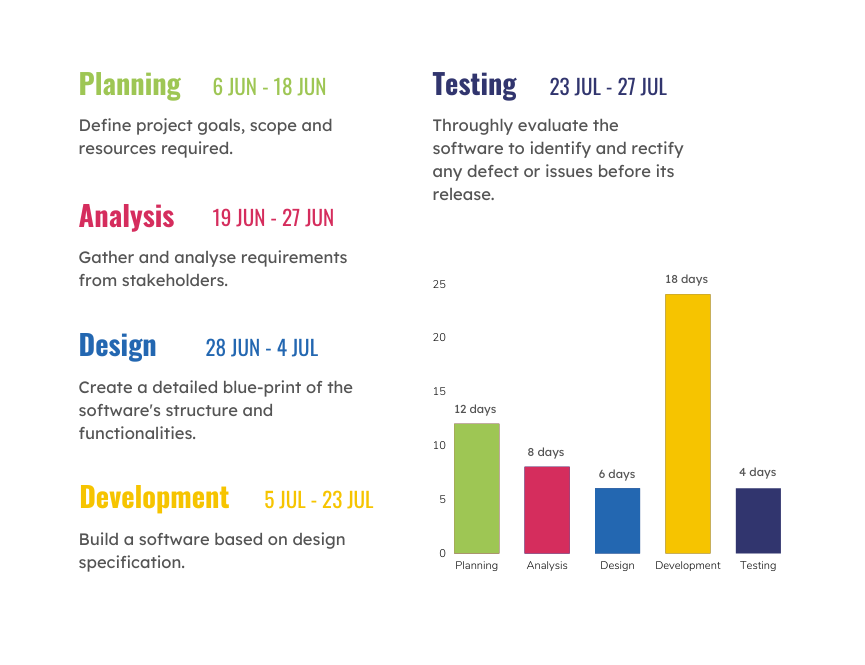 Planning 6 JUN - 18 JUN
Define project goals, scope and
resources required.
Analysis 19 JUN - 27 JUN
Gather and analyse requirements
from stakeholders.
Design 28 JUN - 4 JUL
Create a detailed blue-print of the
software's structure and
functionalities.
Development 5 JUL - 23 JUL
Build a software based on design
specification.
Testing 23 JUL - 27 JUL
Throughly evaluate the
software to identify and rectify
any defect or issues before its
release.
25
20
15
10
5
0
12 days
8 days
6 days
18 days
4 days
Planning
Analysis
Design
Development
Testing